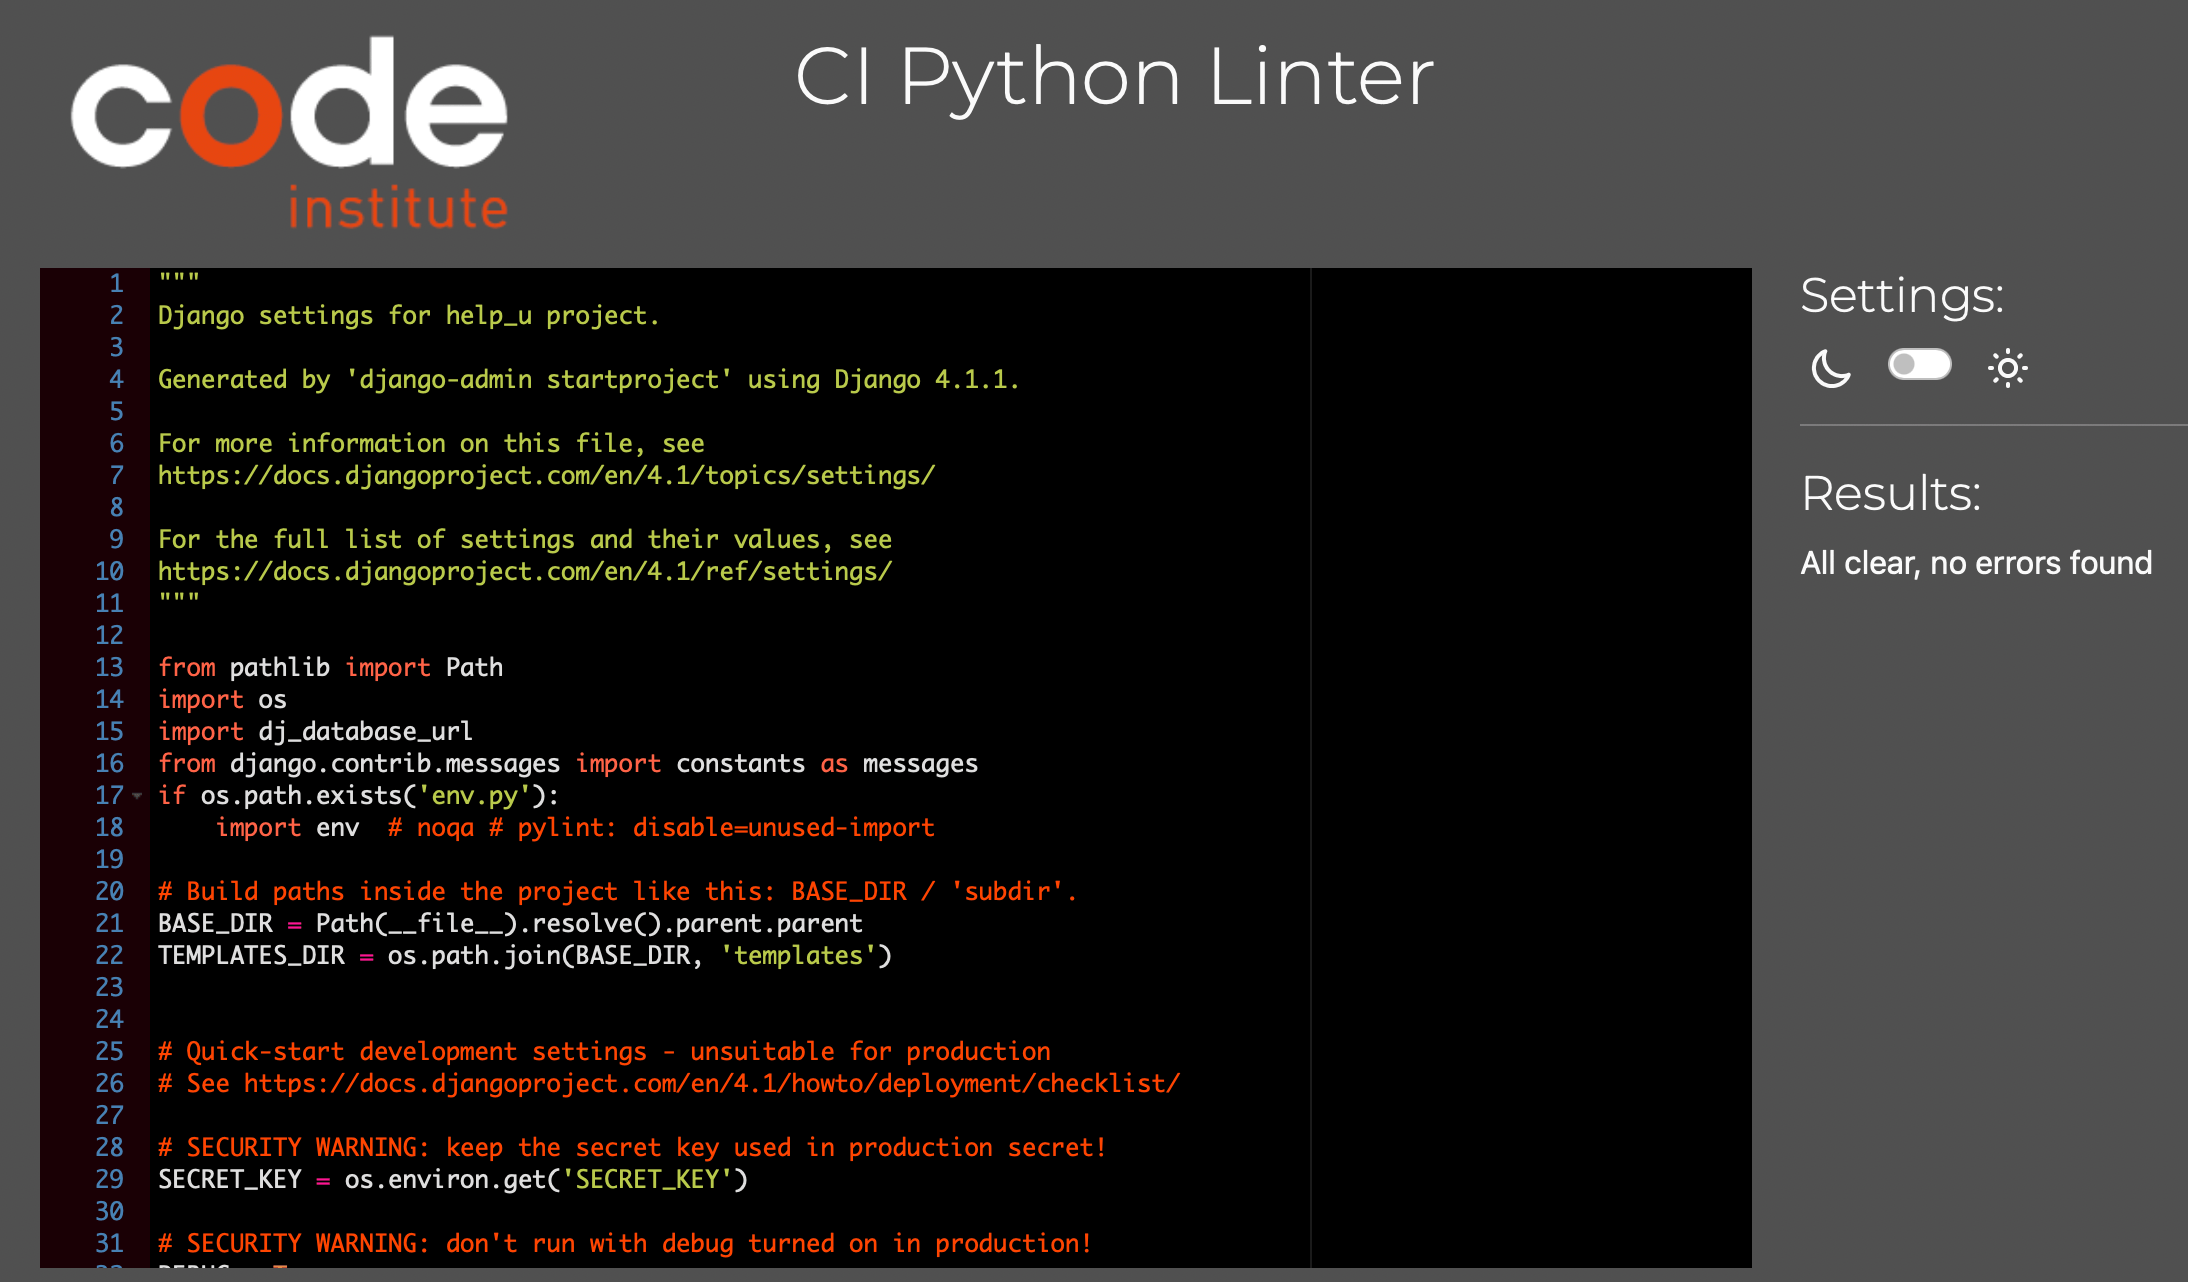 code
institute
CI Python Linter
1 """
2 Django settings for help_u project.
3
4 Generated by 'django-admin startproject' using Django 4.1.1.
5
6 For more information on this file, see
7 https://docs.djangoproject.com/en/4.1/topics/settings/
8
9 For the full list of settings and their values, see
10 https://docs.djangoproject.com/en/4.1/ref/settings/
11 """
12
13 from pathlib import Path
14 import os
15 import dj_database_url
16 from django.contrib.messages import constants as messages
17 if os.path.exists('env.py'):
18     import env  # noqa # pylint: disable=unused-import
19
20 # Build paths inside the project like this: BASE_DIR / 'subdir'.
21 BASE_DIR = Path(__file__).resolve().parent.parent
22 TEMPLATES_DIR = os.path.join(BASE_DIR, 'templates')
23
24
25 # Quick-start development settings - unsuitable for production
26 # See https://docs.djangoproject.com/en/4.1/howto/deployment/checklist/
27
28 # SECURITY WARNING: keep the secret key used in production secret!
29 SECRET_KEY = os.environ.get('SECRET_KEY')
30
31 # SECURITY WARNING: don't run with debug turned on in production!
Settings:
Results:
All clear, no errors found